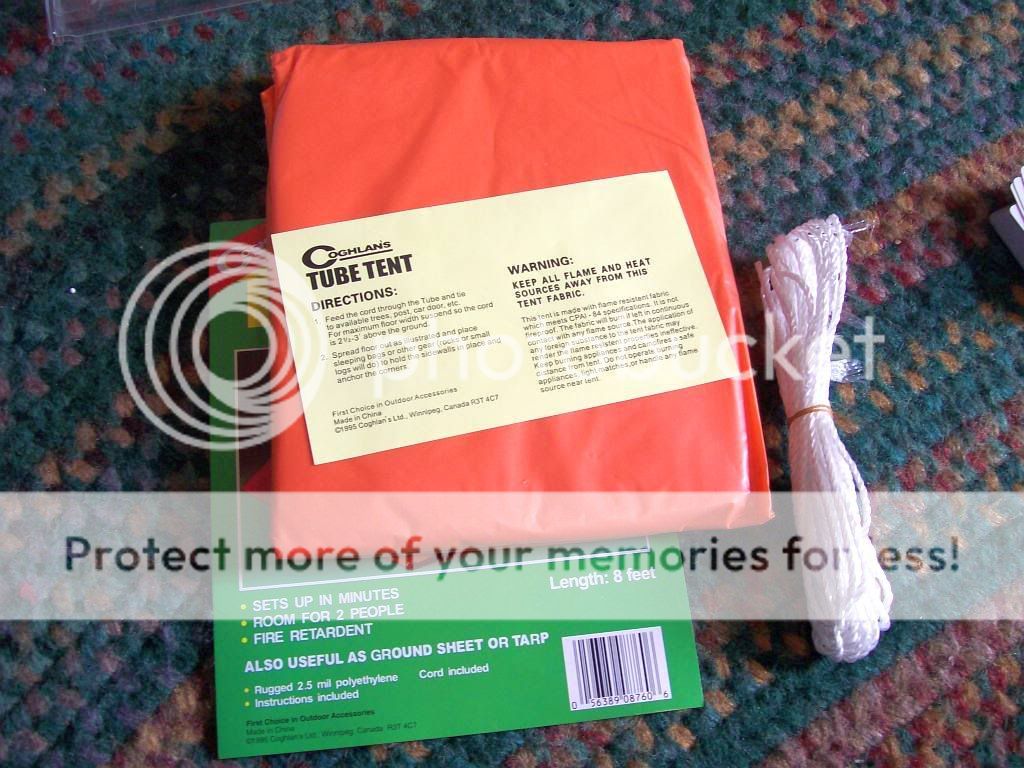 COGHLAN'S
TUBE TENT
DIRECTIONS:
1. Feed the cord through the Tube and tie
to available trees, post, car door, etc.
For maximum floor width suspend so the cord
is 2½-3' above the ground.
2. Spread floor out as illustrated and place
sleeping bags or other gear (rocks or small
logs will do) to hold the sidewalls in place and
anchor the corners.
First Choice in Outdoor Accessories
Made in China
©1995 Coghlan's Ltd., Winnipeg, Canada R3T 4C7
WARNING:
KEEP ALL FLAME AND HEAT
SOURCES AWAY FROM THIS
TENT FABRIC.
This tent is made with flame resistent fabric
which meets CPAI - 84 specifications. It is not
fireproof. The fabric will burn if left in continuous
contact with any flame source. The application of
any foreign substance to the tent fabric may
render the flame resistent properties ineffective.
Keep burning appliances and campfires a safe
distance from tent. Do not operate burning
appliances, light matches, or handle any flame
source near tent.
photobucket
Protect more of your memories for less!
Length: 8 feet
• SETS UP IN MINUTES
• ROOM FOR 2 PEOPLE
• FIRE RETARDENT
ALSO USEFUL AS GROUND SHEET OR TARP
• Rugged 2.5 mil polyethylene
Cord included
• Instructions included
First Choice in Outdoor Accessories
Made in China
©1995 Coghlan's Ltd., Winnipeg, Canada R3T 4C7
0 56389 08760 6